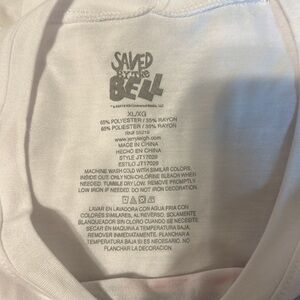 SAVED
BY THE
BELL
XL/XG
65% POLYESTER / 35% RAYON
65% POLIÉSTER / 35% RAYON
RN# 55219
www.jerryleigh.com
MADE IN CHINA
HECHO EN CHINA
STYLE JT17029
ESTILO JT17029
MACHINE WASH COLD WITH SIMILAR COLORS,
INSIDE OUT. ONLY NON-CHLORINE BLEACH WHEN
NEEDED. TUMBLE DRY LOW. REMOVE PROMPTLY.
LOW IRON IF NEEDED. DO NOT IRON DECORATION.
LAVAR EN LAVADORA CON AGUA FRIA CON
COLORES SIMILARES, AL REVERSO. SOLAMENTE
BLANQUEADOR SIN CLORO CUANDO SE NECESITE.
SECAR EN MAQUINA A TEMPERATURA BAJA.
REMOVER INMEDIATAMENTE. PLANCHAR A
TEMPERATURA BAJA SI ES NECESARIO. NO
PLANCHAR LA DECORACION.